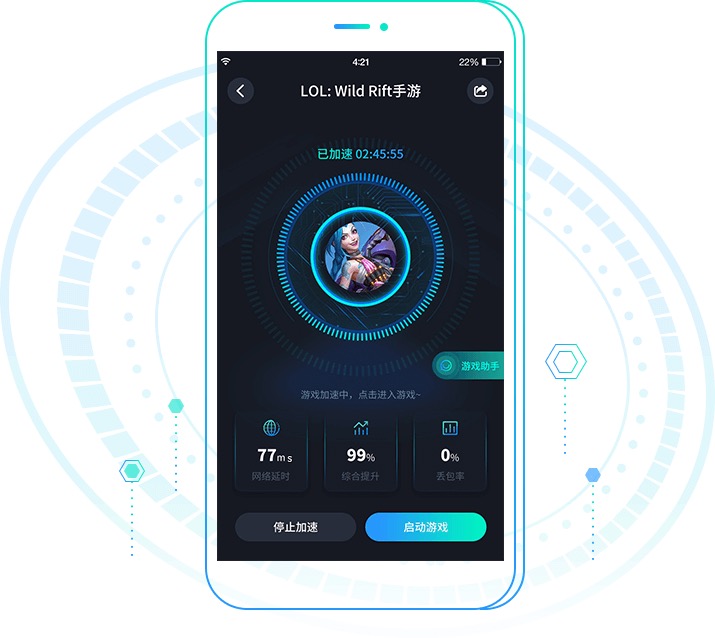 4:21
22%
LOL: Wild Rift手游
已加速 02:45:55
游戏助手
游戏加速中，点击进入游戏~
77ms
99%
0%
网络延时
综合提升
丢包率
停止加速
启动游戏